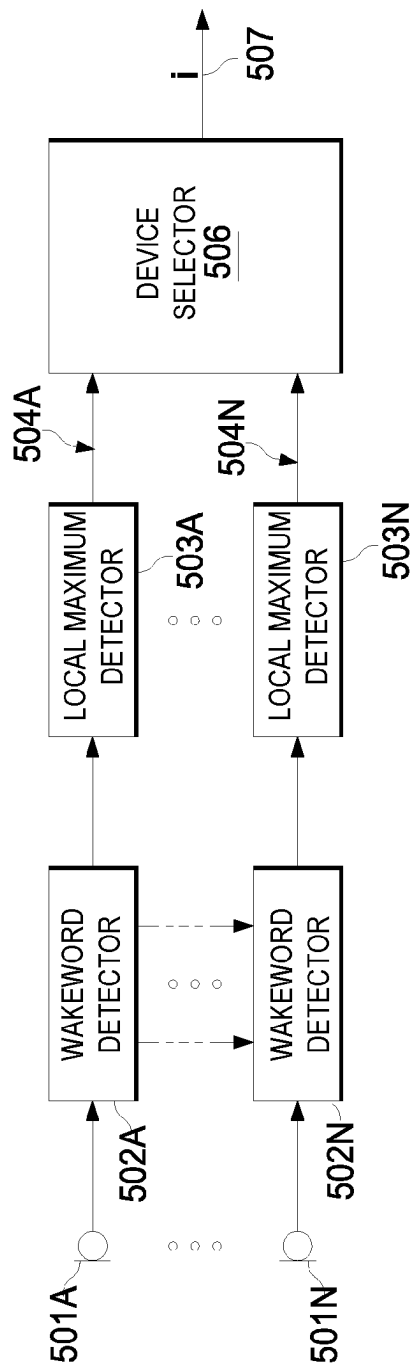 501A
502A
WAKEWORD
DETECTOR
LOCAL MAXIMUM
DETECTOR
503A
504A
501N
502N
WAKEWORD
DETECTOR
LOCAL MAXIMUM
DETECTOR
503N
504N
DEVICE
SELECTOR
506
i
507